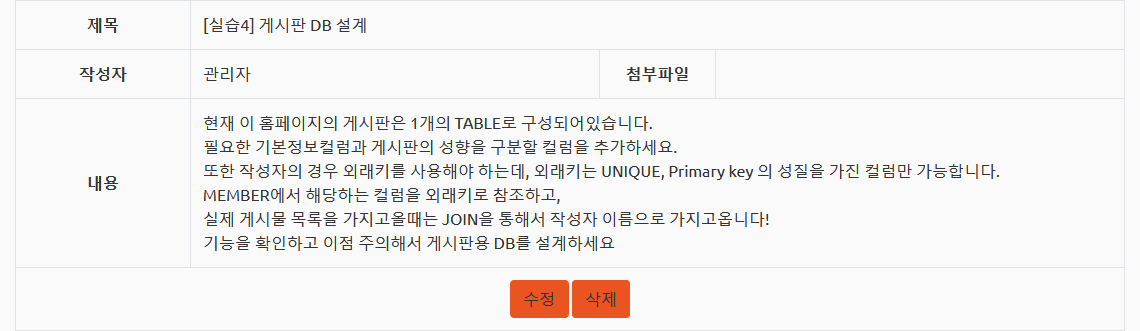 제목
[실습4] 게시판 DB 설계
작성자
관리자
첨부파일
내용
현재 이 홈페이지의 게시판은 1개의 TABLE로 구성되어있습니다.
필요한 기본정보컬럼과 게시판의 성향을 구분할 컬럼을 추가하세요.
또한 작성자의 경우 외래키를 사용해야 하는데, 외래키는 UNIQUE, Primary key 의 성질을 가진 컬럼만 가능합니다.
MEMBER에서 해당하는 컬럼을 외래키로 참조하고,
실제 게시물 목록을 가지고올때는 JOIN을 통해서 작성자 이름으로 가지고옵니다!
기능을 확인하고 이점 주의해서 게시판용 DB를 설계하세요
수정
삭제